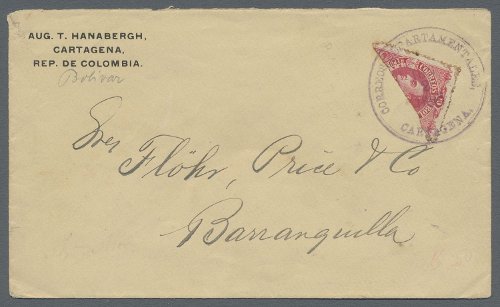 AUG. T. HANABERGH,
CARTAGENA,
REP. DE COLOMBIA.
Bolivar
CORREOS DEPARTAMENTALES
CARTAGENA.
Sres
Flöhr, Price & Co
Barranquilla